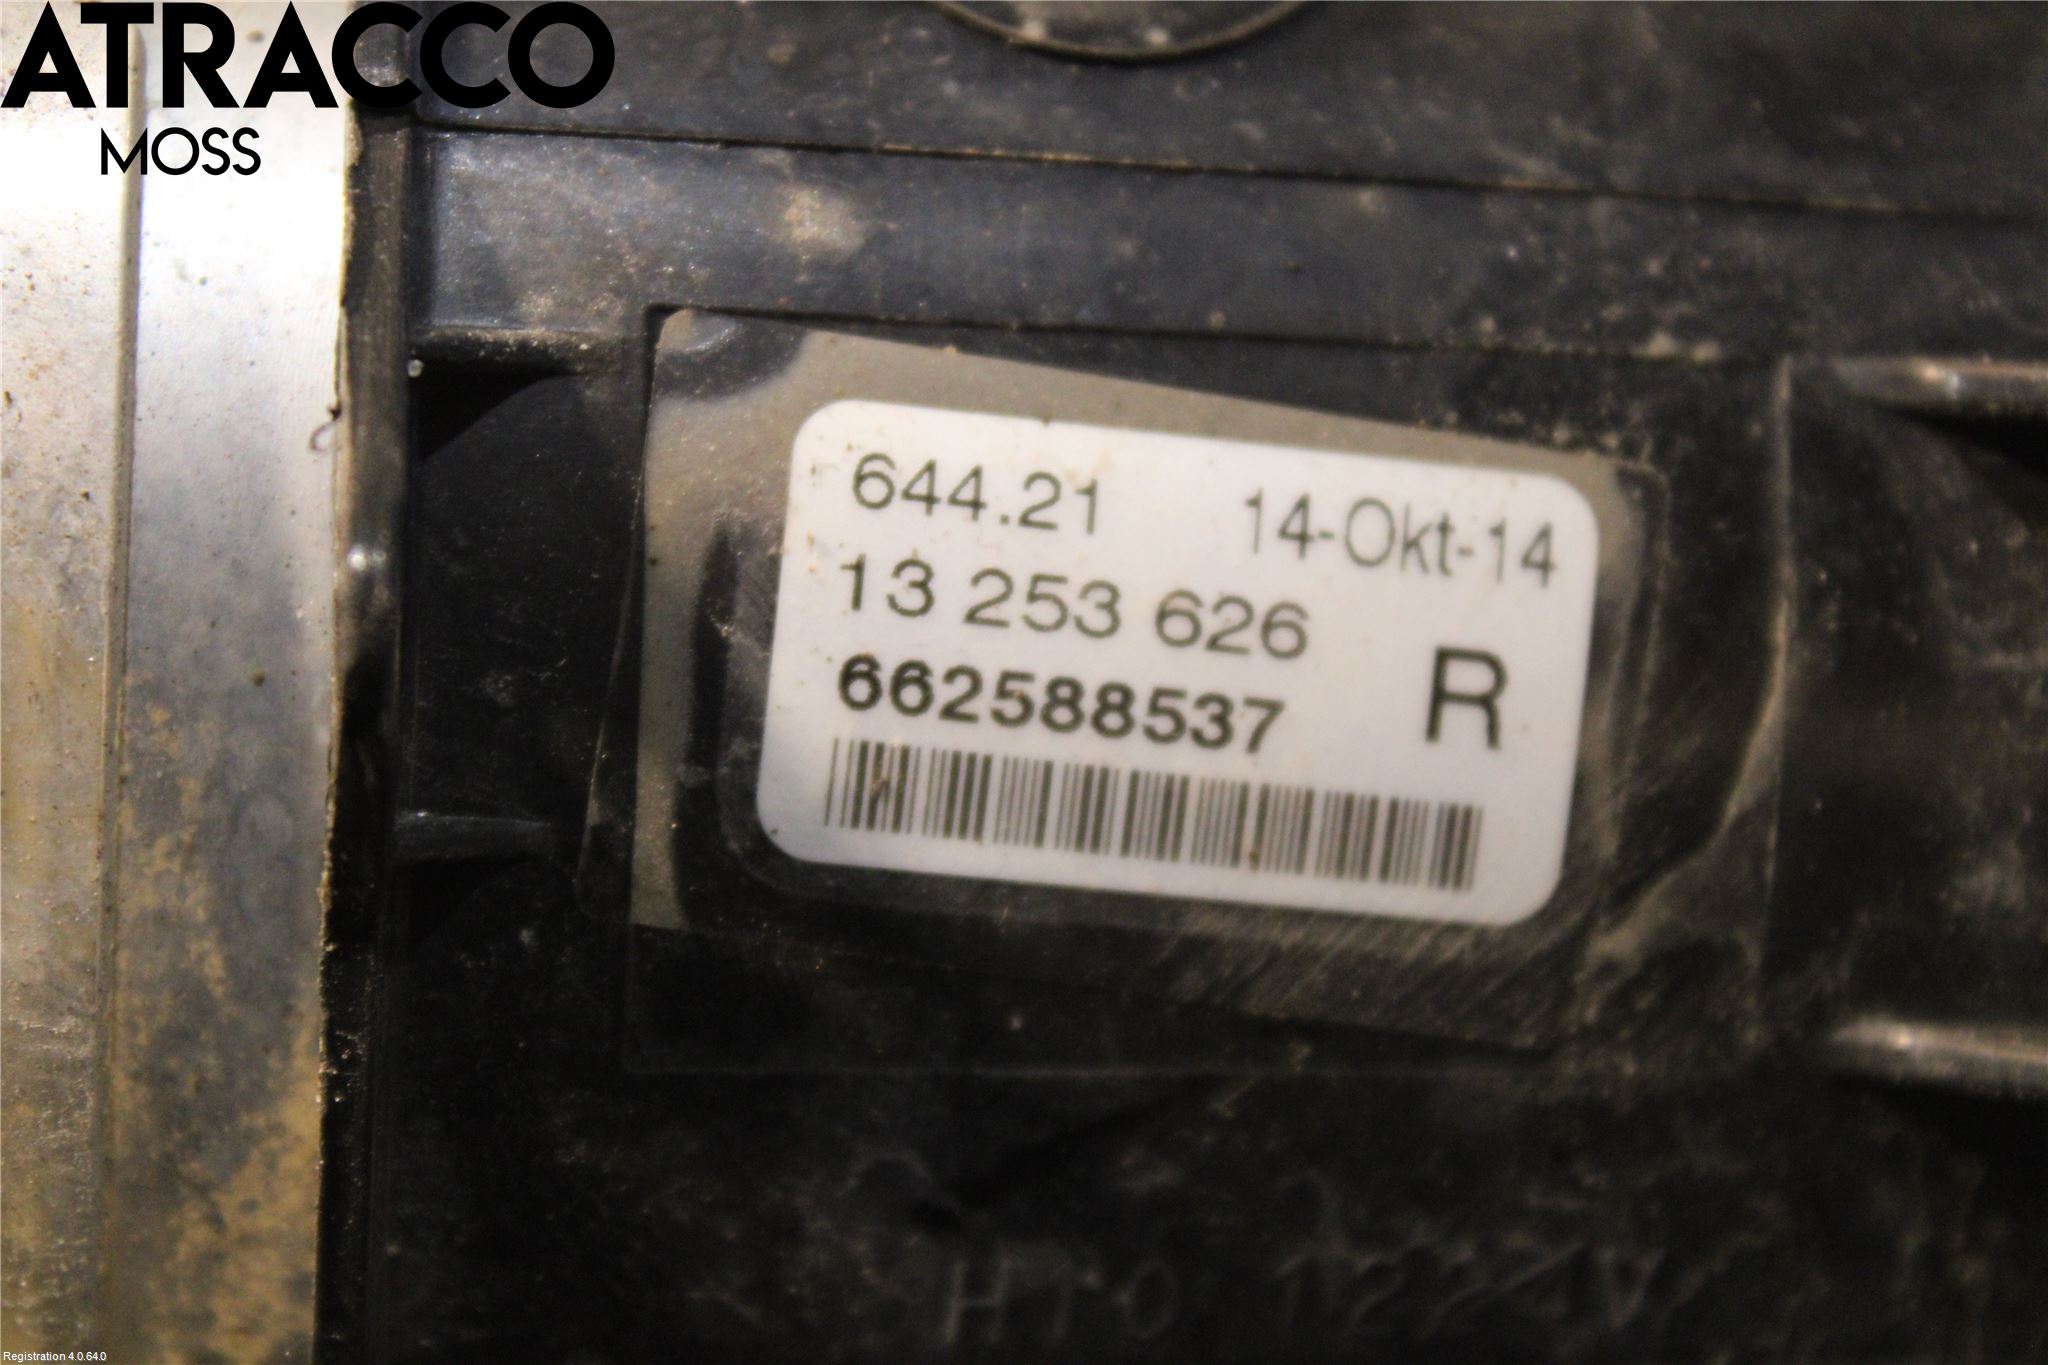 ATRACCO
MOSS
644.21 14-Okt-14
13 253 626
662588537 R
Registration 4.0.64.0